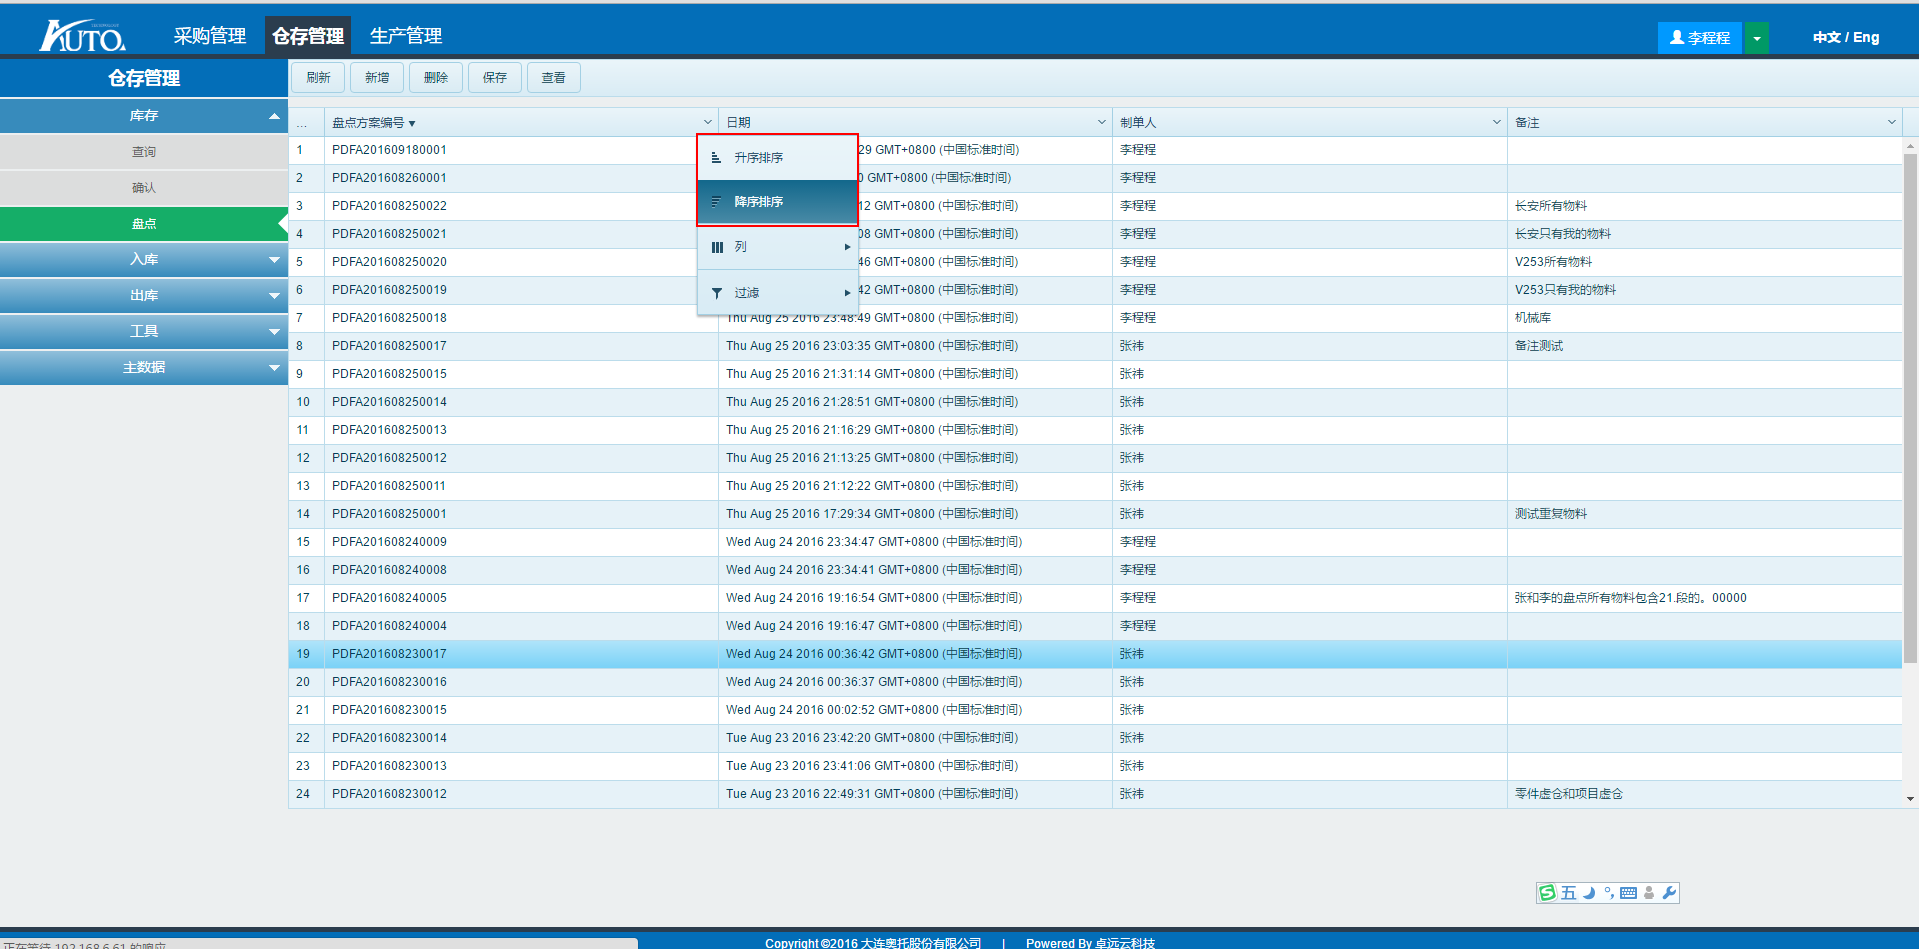 AUTO.
采购管理 仓存管理 生产管理 李程程 中文 / Eng
仓存管理 刷新 新增 删除 保存 查看
库存
查询
确认
盘点
入库
出库
工具
主数据
... 盘点方案编号 日期 制单人 备注
升序排序
降序排序
列
过滤
1 PDFA201609180001 29 GMT+0800 (中国标准时间) 李程程
2 PDFA201608260001 0 GMT+0800 (中国标准时间) 李程程
3 PDFA201608250022 12 GMT+0800 (中国标准时间) 李程程 长安所有物料
4 PDFA201608250021 08 GMT+0800 (中国标准时间) 李程程 长安只有我的物料
5 PDFA201608250020 46 GMT+0800 (中国标准时间) 李程程 V253所有物料
6 PDFA201608250019 42 GMT+0800 (中国标准时间) 李程程 V253只有我的物料
7 PDFA201608250018 Thu Aug 25 2016 23:48:49 GMT+0800 (中国标准时间) 李程程 机械库
8 PDFA201608250017 Thu Aug 25 2016 23:03:35 GMT+0800 (中国标准时间) 张祎 备注测试
9 PDFA201608250015 Thu Aug 25 2016 21:31:14 GMT+0800 (中国标准时间) 张祎
10 PDFA201608250014 Thu Aug 25 2016 21:28:51 GMT+0800 (中国标准时间) 张祎
11 PDFA201608250013 Thu Aug 25 2016 21:16:29 GMT+0800 (中国标准时间) 张祎
12 PDFA201608250012 Thu Aug 25 2016 21:13:25 GMT+0800 (中国标准时间) 张祎
13 PDFA201608250011 Thu Aug 25 2016 21:12:22 GMT+0800 (中国标准时间) 张祎
14 PDFA201608250001 Thu Aug 25 2016 17:29:34 GMT+0800 (中国标准时间) 张祎 测试重复物料
15 PDFA201608240009 Wed Aug 24 2016 23:34:47 GMT+0800 (中国标准时间) 李程程
16 PDFA201608240008 Wed Aug 24 2016 23:34:41 GMT+0800 (中国标准时间) 李程程
17 PDFA201608240005 Wed Aug 24 2016 19:16:54 GMT+0800 (中国标准时间) 李程程 张和李的盘点所有物料包含21.段的。00000
18 PDFA201608240004 Wed Aug 24 2016 19:16:47 GMT+0800 (中国标准时间) 李程程
19 PDFA201608230017 Wed Aug 24 2016 00:36:42 GMT+0800 (中国标准时间) 张祎
20 PDFA201608230016 Wed Aug 24 2016 00:36:37 GMT+0800 (中国标准时间) 张祎
21 PDFA201608230015 Wed Aug 24 2016 00:02:52 GMT+0800 (中国标准时间) 张祎
22 PDFA201608230014 Tue Aug 23 2016 23:42:20 GMT+0800 (中国标准时间) 张祎
23 PDFA201608230013 Tue Aug 23 2016 23:41:06 GMT+0800 (中国标准时间) 张祎
24 PDFA201608230012 Tue Aug 23 2016 22:49:31 GMT+0800 (中国标准时间) 张祎 零件虚仓和项目虚仓
五
正在等待 192.168.6.61 的响应 Copyright ©2016 大连奥托股份有限公司 | Powered By 卓远云科技